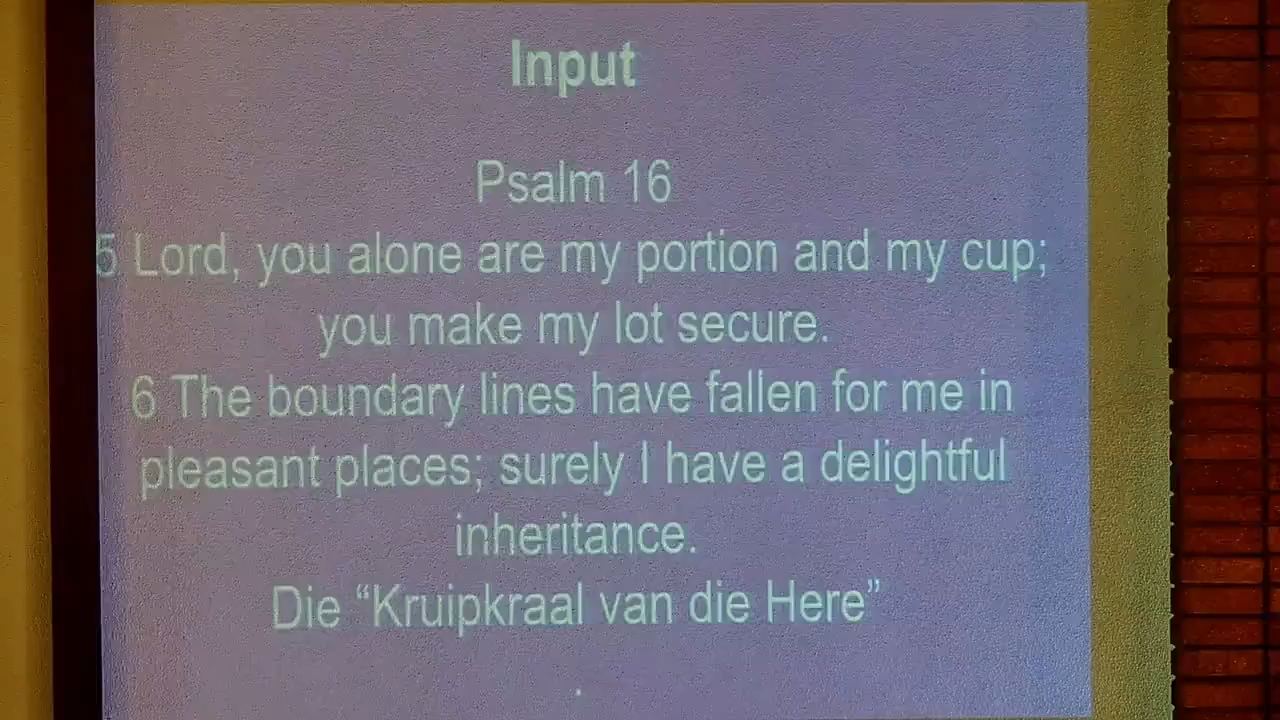 Input
Psalm 16
5 Lord, you alone are my portion and my cup;
you make my lot secure.
6 The boundary lines have fallen for me in
pleasant places; surely I have a delightful
inheritance.
Die “Kruipkraal van die Here”
.